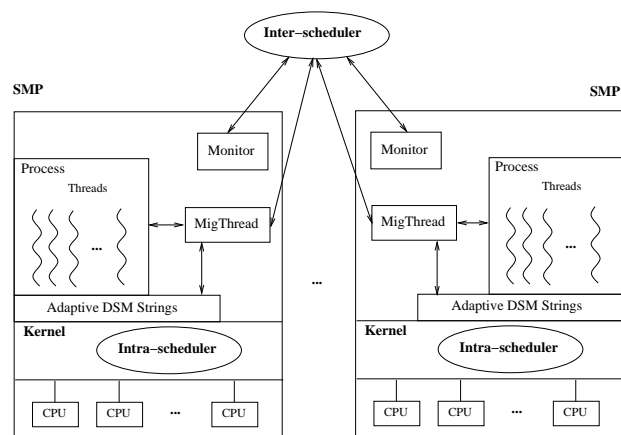 Inter-scheduler
SMP
SMP
Monitor
Monitor
Process
Process
Threads
Threads
MigThread
MigThread
...
...
...
Adaptive DSM Strings
Adaptive DSM Strings
Kernel
Kernel
Intra-scheduler
Intra-scheduler
CPU
CPU
...
CPU
CPU
CPU
...
CPU